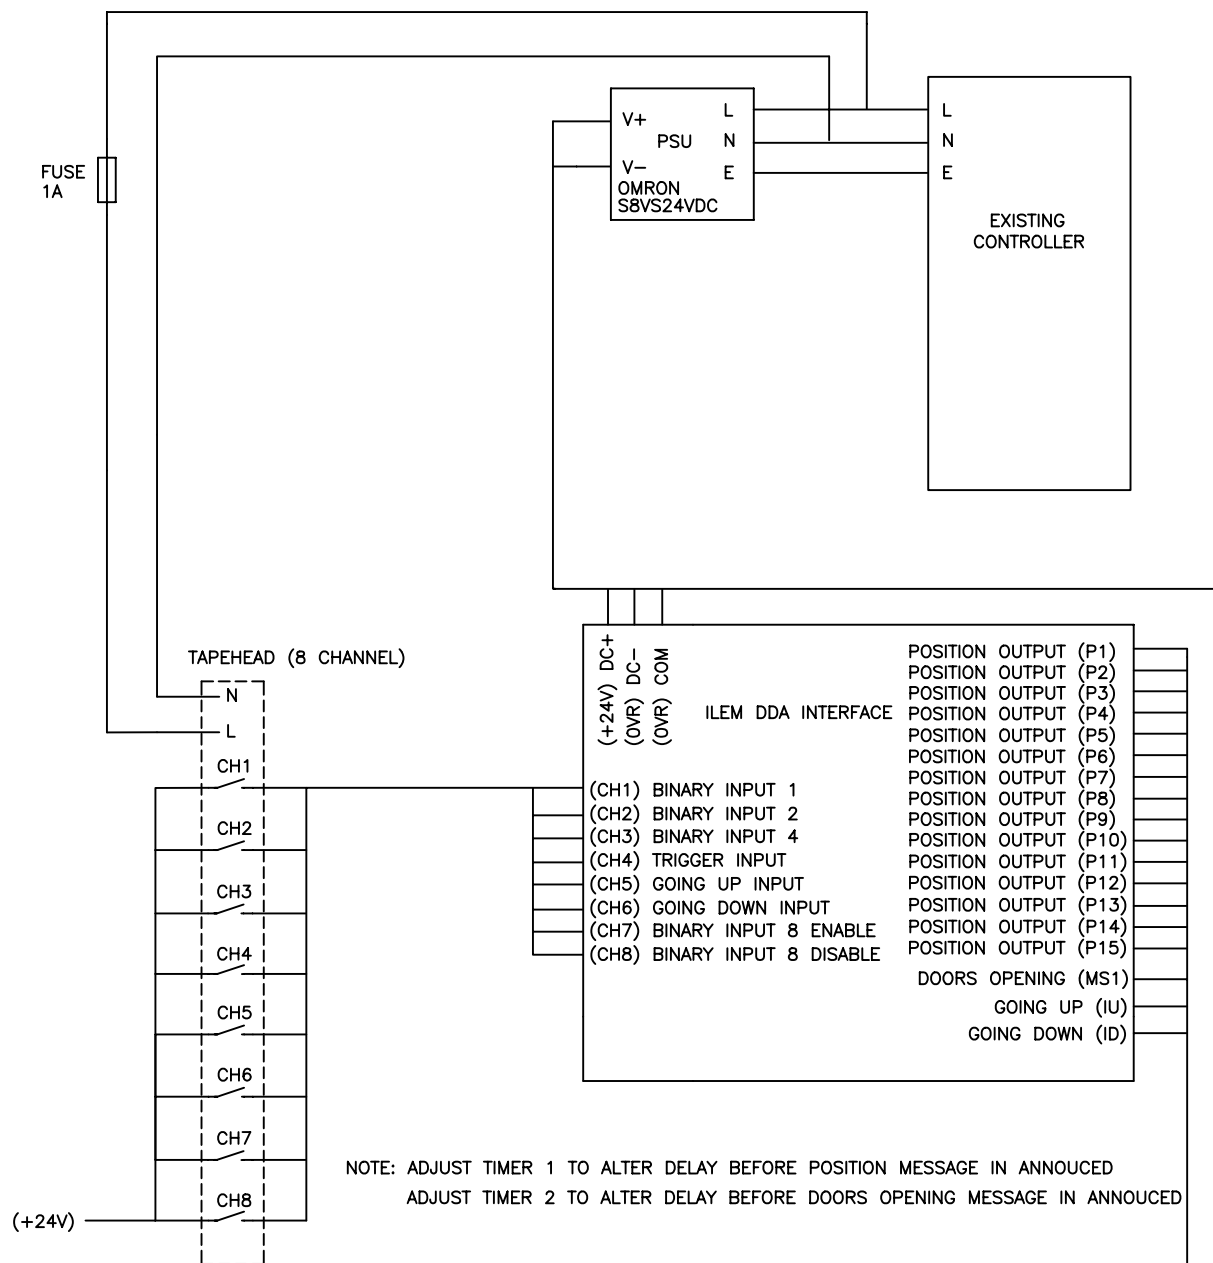 FUSE
1A
V+
V-
PSU
L
N
E
OMRON
S8VS24VDC
L
N
E
EXISTING
CONTROLLER
TAPEHEAD (8 CHANNEL)
N
L
CH1
CH2
CH3
CH4
CH5
CH6
CH7
CH8
(+24V)
(+24V) DC+
(0VR) DC-
(0VR) COM
ILEM DDA INTERFACE
(CH1) BINARY INPUT 1
(CH2) BINARY INPUT 2
(CH3) BINARY INPUT 4
(CH4) TRIGGER INPUT
(CH5) GOING UP INPUT
(CH6) GOING DOWN INPUT
(CH7) BINARY INPUT 8 ENABLE
(CH8) BINARY INPUT 8 DISABLE
POSITION OUTPUT (P1)
POSITION OUTPUT (P2)
POSITION OUTPUT (P3)
POSITION OUTPUT (P4)
POSITION OUTPUT (P5)
POSITION OUTPUT (P6)
POSITION OUTPUT (P7)
POSITION OUTPUT (P8)
POSITION OUTPUT (P9)
POSITION OUTPUT (P10)
POSITION OUTPUT (P11)
POSITION OUTPUT (P12)
POSITION OUTPUT (P13)
POSITION OUTPUT (P14)
POSITION OUTPUT (P15)
DOORS OPENING (MS1)
GOING UP (IU)
GOING DOWN (ID)
NOTE: ADJUST TIMER 1 TO ALTER DELAY BEFORE POSITION MESSAGE IN ANNOUCED
ADJUST TIMER 2 TO ALTER DELAY BEFORE DOORS OPENING MESSAGE IN ANNOUCED